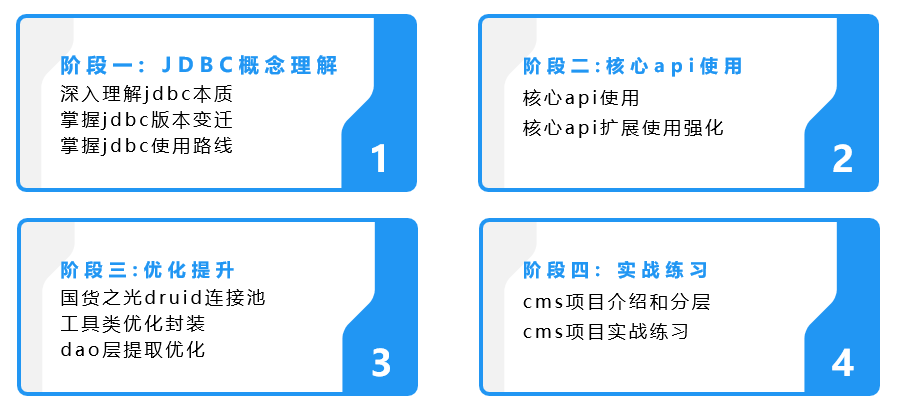 阶段一: JDBC概念理解
深入理解jdbc本质
掌握jdbc版本变迁
掌握jdbc使用路线
1
阶段二:核心api使用
核心api使用
核心api扩展使用强化
2
阶段三:优化提升
国货之光druid连接池
工具类优化封装
dao层提取优化
3
阶段四: 实战练习
cms项目介绍和分层
cms项目实战练习
4